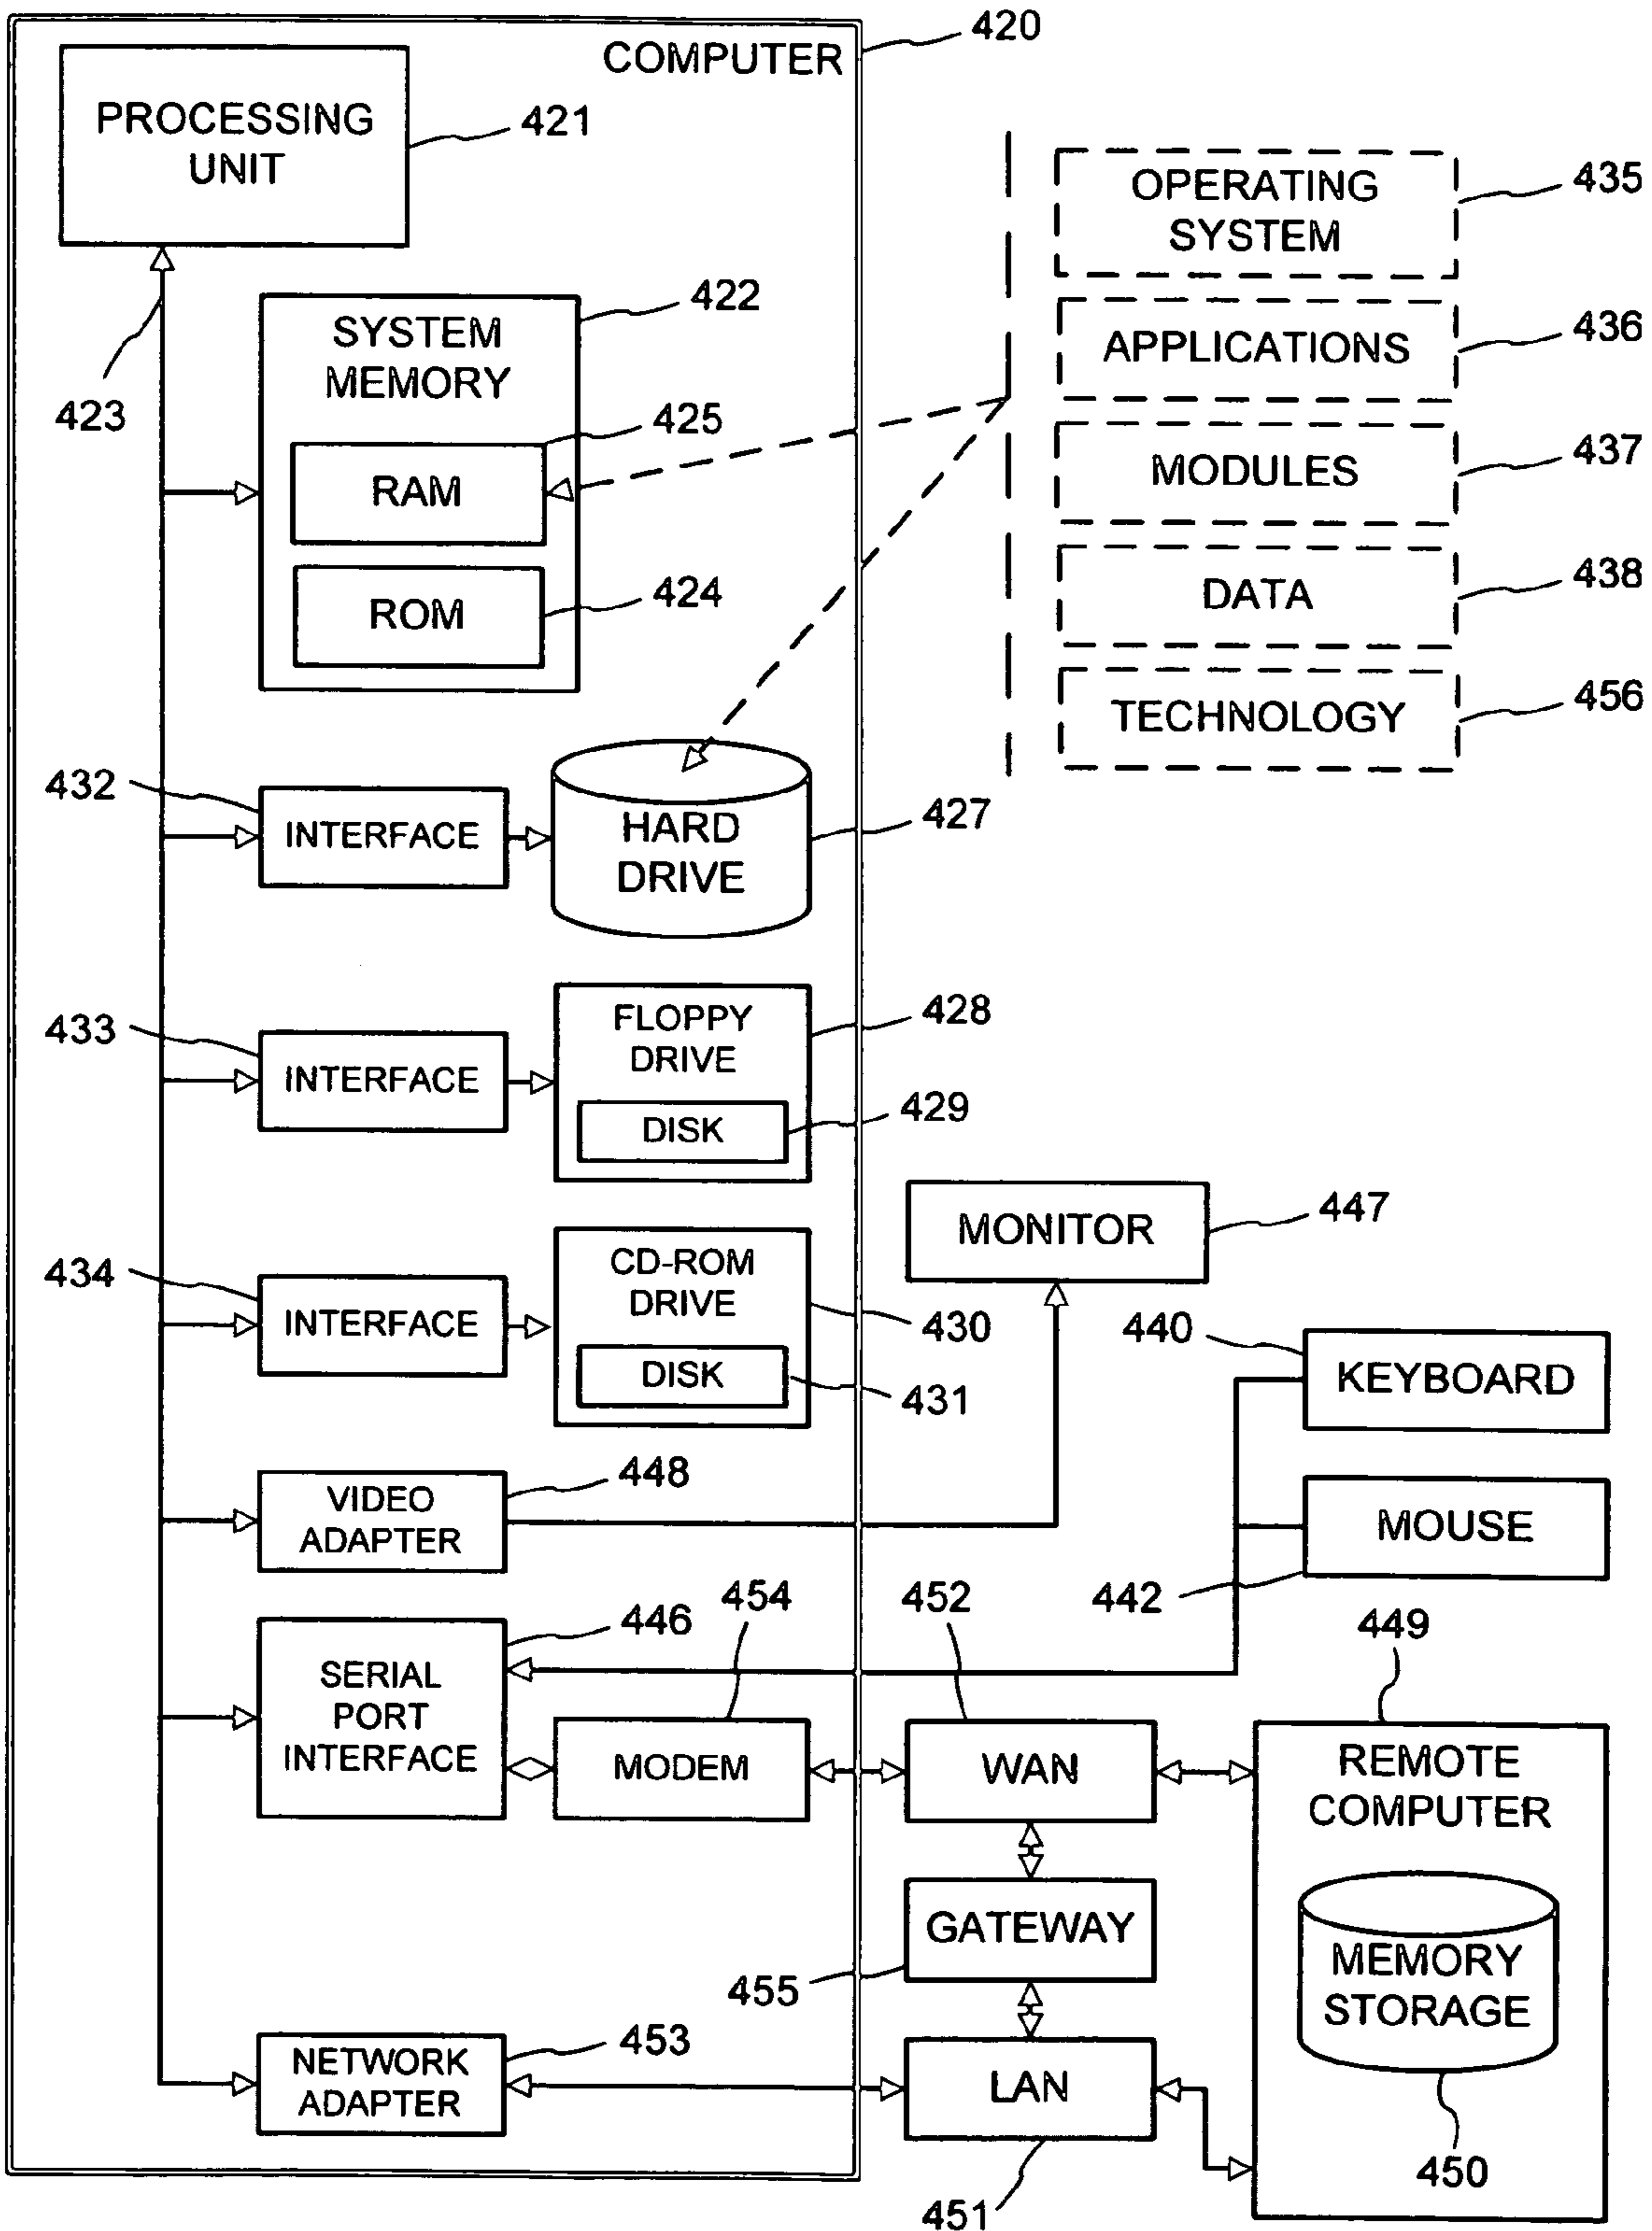 COMPUTER
420
PROCESSING
UNIT
421
423
SYSTEM
MEMORY
422
RAM
425
ROM
424
OPERATING
SYSTEM
435
APPLICATIONS
436
MODULES
437
DATA
438
TECHNOLOGY
456
432
INTERFACE
HARD
DRIVE
427
433
INTERFACE
FLOPPY
DRIVE
428
DISK
429
434
INTERFACE
CD-ROM
DRIVE
430
DISK
431
MONITOR
447
440
KEYBOARD
MOUSE
442
VIDEO
ADAPTER
448
SERIAL
PORT
INTERFACE
446
454
MODEM
452
WAN
449
REMOTE
COMPUTER
GATEWAY
455
MEMORY
STORAGE
450
NETWORK
ADAPTER
453
LAN
451